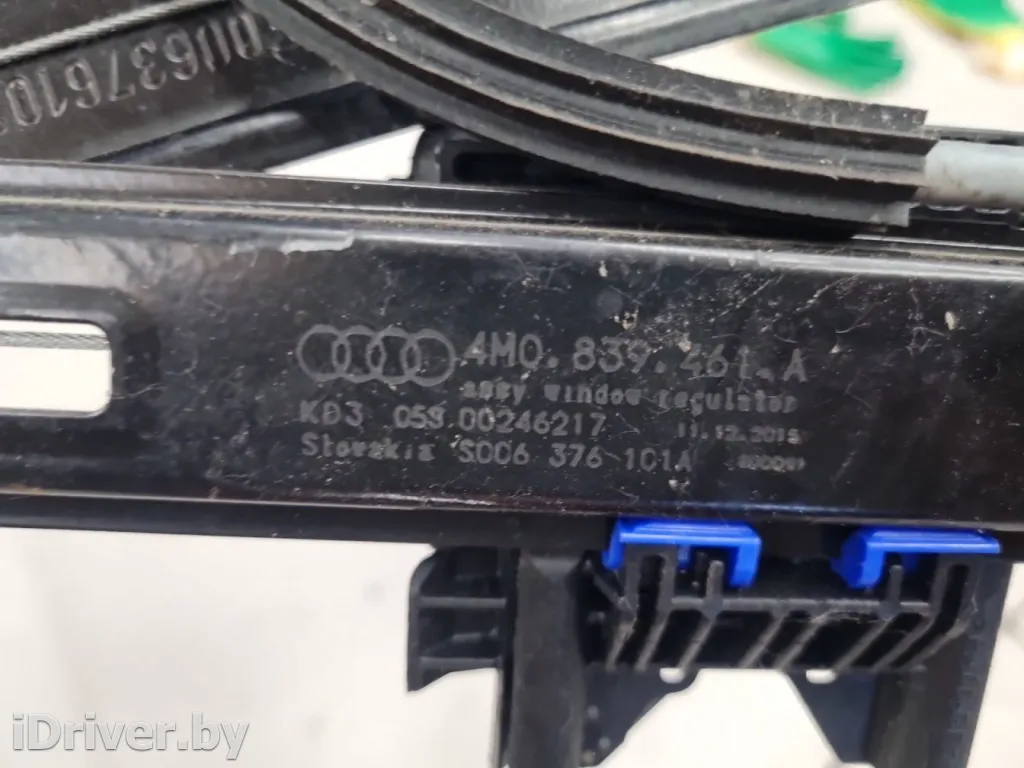 4M0.839.461.A
assy window regulator
KD3 059 00246217 11.12.2015
Slovakia S006 376 101A
iDriver.by